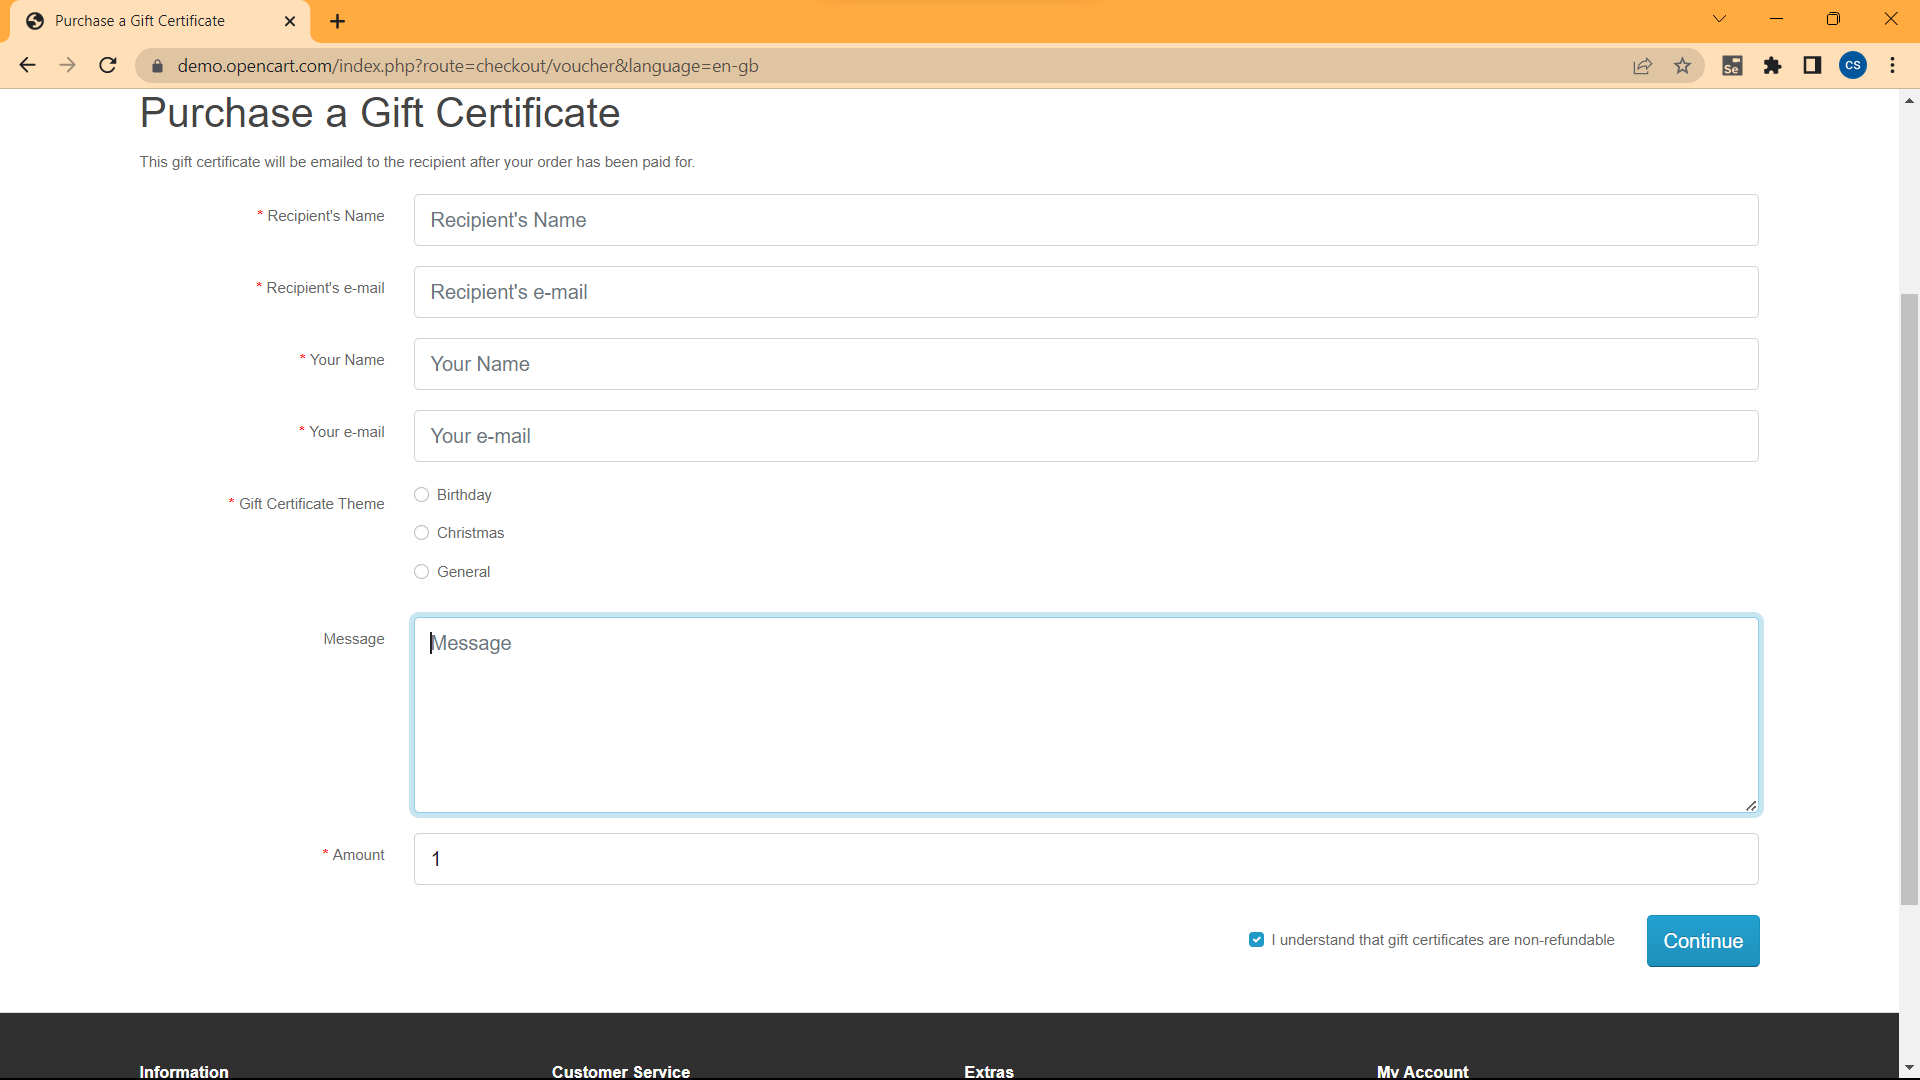 Purchase a Gift Certificate
demo.opencart.com/index.php?route=checkout/voucher&language=en-gb
Se
CS
Purchase a Gift Certificate
This gift certificate will be emailed to the recipient after your order has been paid for.
* Recipient's Name
Recipient's Name
* Recipient's e-mail
Recipient's e-mail
* Your Name
Your Name
* Your e-mail
Your e-mail
* Gift Certificate Theme
Birthday
Christmas
General
Message
Message
* Amount
1
I understand that gift certificates are non-refundable
Continue
Information
Customer Service
Extras
My Account